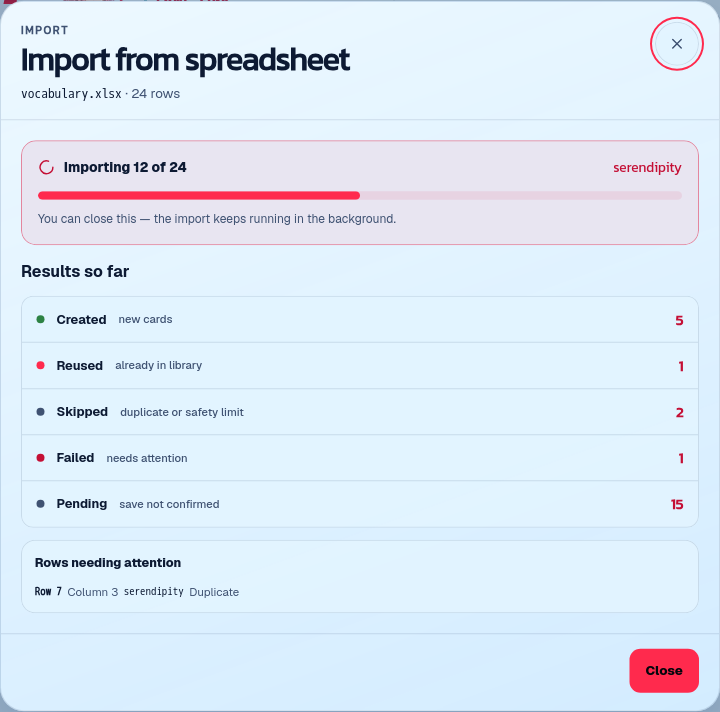 IMPORT
Import from spreadsheet
vocabulary.xlsx · 24 rows
Importing 12 of 24 serendipity
You can close this — the import keeps running in the background.
Results so far
Created new cards 5
Reused already in library 1
Skipped duplicate or safety limit 2
Failed needs attention 1
Pending save not confirmed 15
Rows needing attention
Row 7 Column 3 serendipity Duplicate
Close